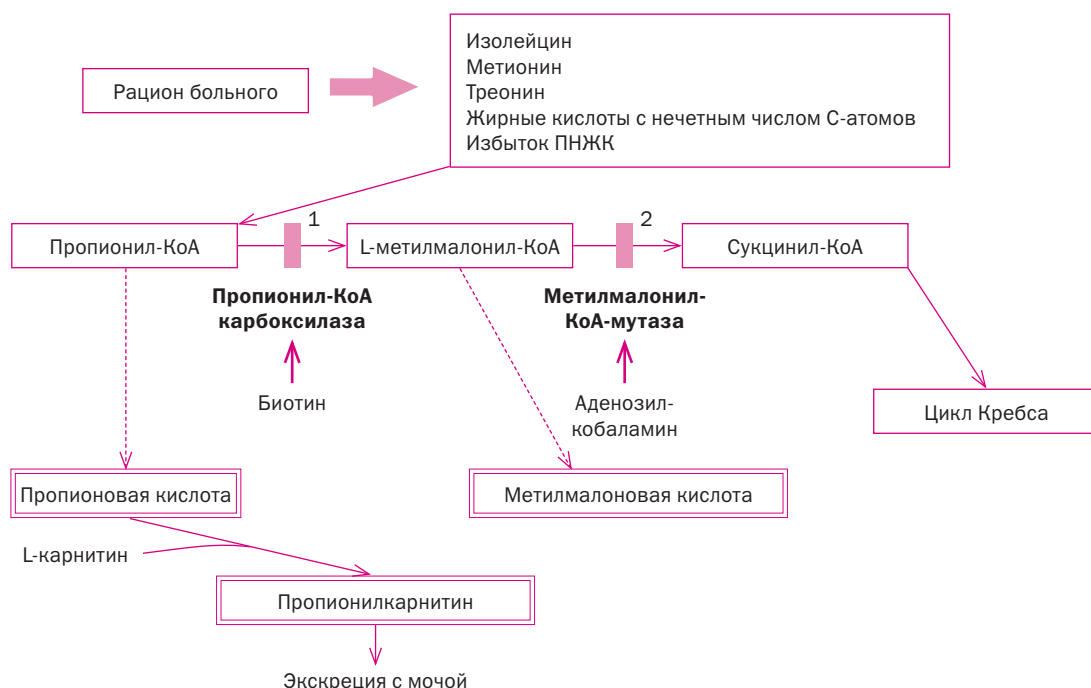 Рацион больного
Изолейцин
Метионин
Треонин
Жирные кислоты с нечетным числом С-атомов
Избыток ПНЖК
Пропионил-КоА
1
L-метилмалонил-КоА
2
Сукцинил-КоА
Пропионил-КоА
карбоксилаза
Метилмалонил-
КоА-мутаза
Биотин
Аденозил-
кобаламин
Цикл Кребса
Пропионовая кислота
Метилмалоновая кислота
L-карнитин
Пропионилкарнитин
Экскреция с мочой